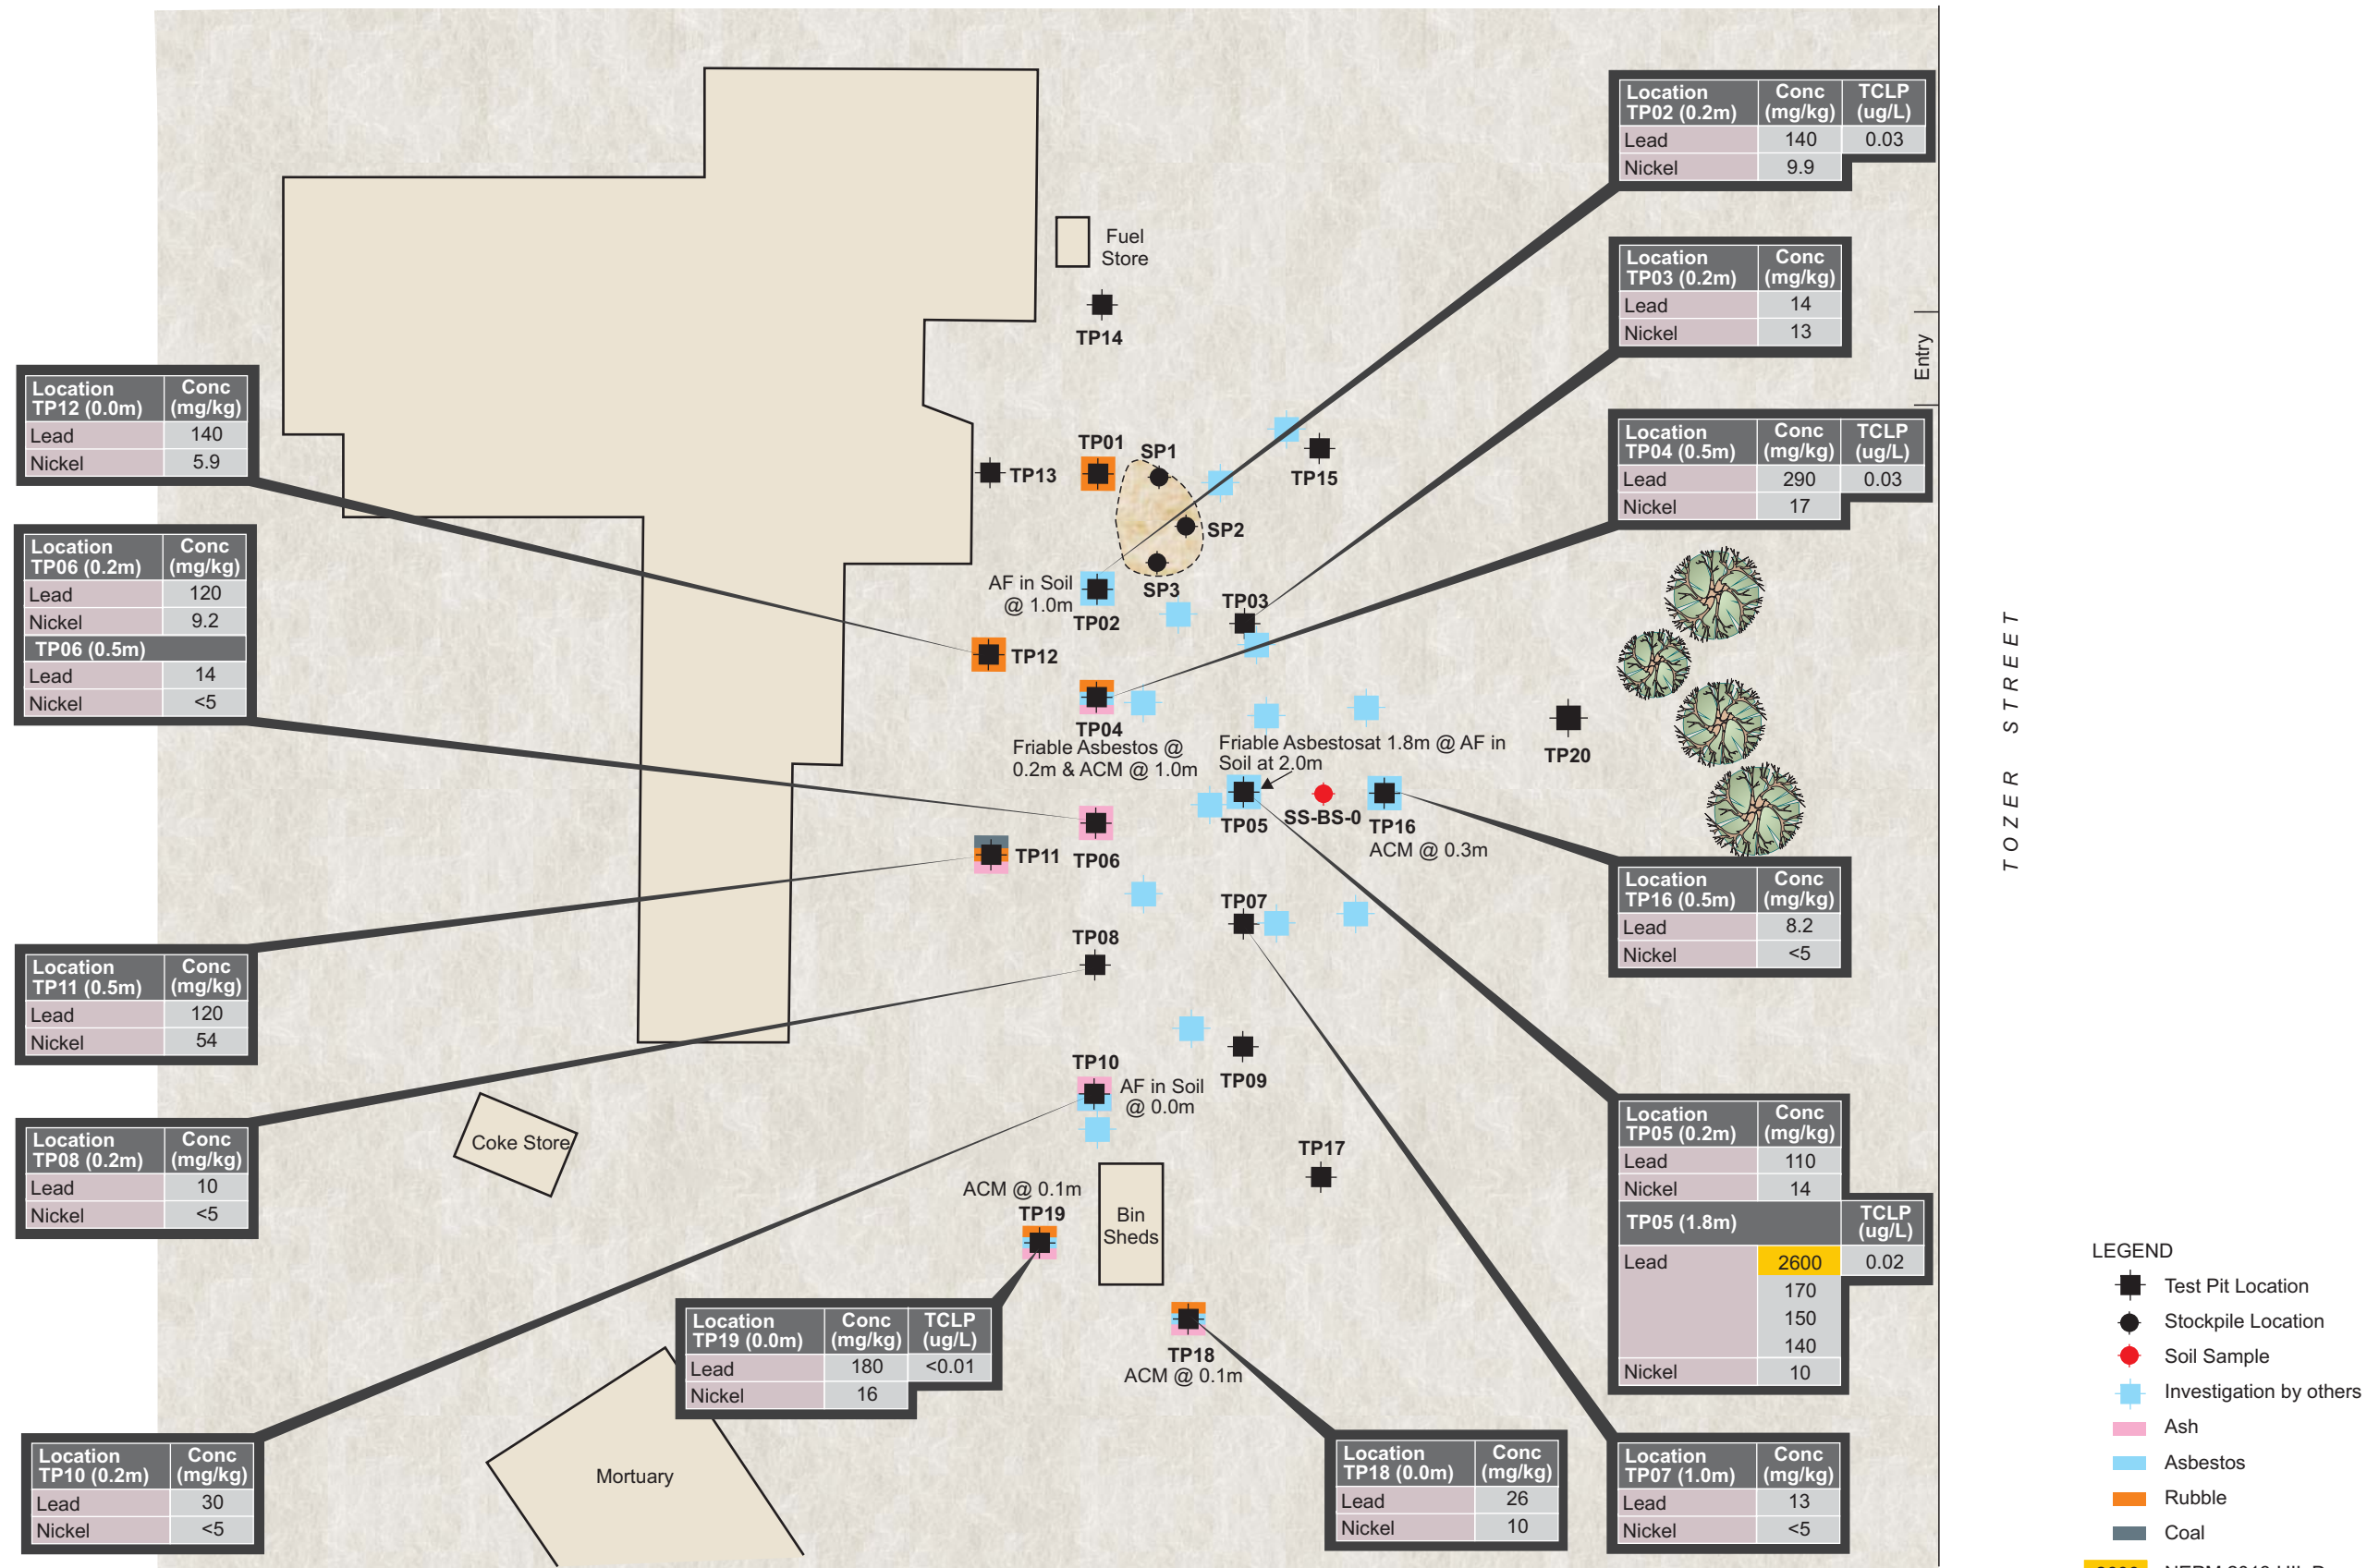 Location Conc TCLP
TP02 (0.2m) (mg/kg) (ug/L)
Lead 140 0.03
Nickel 9.9
Location Conc
TP03 (0.2m) (mg/kg)
Lead 14
Nickel 13
Location Conc TCLP
TP04 (0.5m) (mg/kg) (ug/L)
Lead 290 0.03
Nickel 17
Location Conc
TP12 (0.0m) (mg/kg)
Lead 140
Nickel 5.9
Location Conc
TP06 (0.2m) (mg/kg)
Lead 120
Nickel 9.2
TP06 (0.5m)
Lead 14
Nickel <5
Location Conc
TP11 (0.5m) (mg/kg)
Lead 120
Nickel 54
Location Conc
TP08 (0.2m) (mg/kg)
Lead 10
Nickel <5
Location Conc
TP10 (0.2m) (mg/kg)
Lead 30
Nickel <5
Fuel
Store
TP14
Entry
TP01
SP1
TP13
TP15
SP2
SP3
AF in Soil
@ 1.0m
TP02
TP03
TP12
TP04
Friable Asbestos @
0.2m & ACM @ 1.0m
Friable Asbestosat 1.8m @ AF in
Soil at 2.0m
TP20
TP05
SS-BS-0
TP16
ACM @ 0.3m
TP06
TP11
TP07
TP08
TP09
TP10
AF in Soil
@ 0.0m
TP17
Coke Store
ACM @ 0.1m
TP19
Bin
Sheds
TP18
ACM @ 0.1m
Mortuary
TOZER STREET
Location Conc
TP16 (0.5m) (mg/kg)
Lead 8.2
Nickel <5
Location Conc
TP05 (0.2m) (mg/kg)
Lead 110
Nickel 14
TP05 (1.8m) TCLP
(ug/L)
Lead 2600 0.02
170
150
140
Nickel 10
Location Conc TCLP
TP19 (0.0m) (mg/kg) (ug/L)
Lead 180 <0.01
Nickel 16
Location Conc
TP18 (0.0m) (mg/kg)
Lead 26
Nickel 10
Location Conc
TP07 (1.0m) (mg/kg)
Lead 13
Nickel <5
LEGEND
Test Pit Location
Stockpile Location
Soil Sample
Investigation by others
Ash
Asbestos
Rubble
Coal